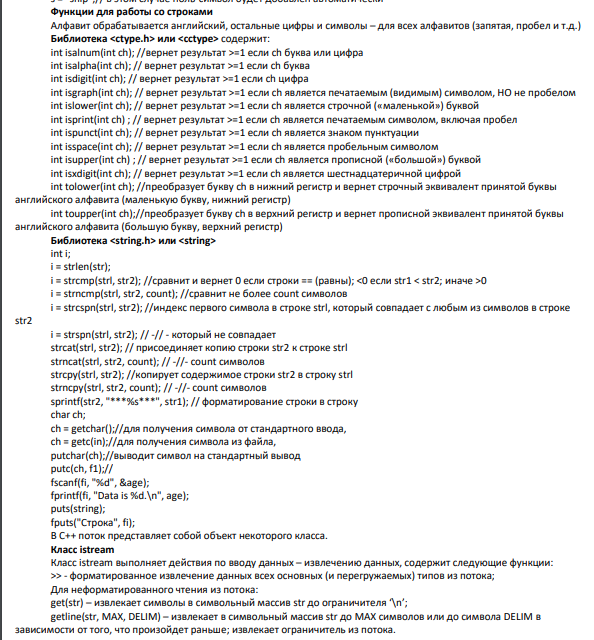 Функции для работы со строками
Алфавит обрабатывается английский, остальные цифры и символы – для всех алфавитов (запятая, пробел и т.д.)
Библиотека <ctype.h> или <cctype> содержит:
int isalnum(int ch); //вернет результат >=1 если ch буква или цифра
int isalpha(int ch); // вернет результат >=1 если ch буква
int isdigit(int ch); // вернет результат >=1 если ch цифра
int isgraph(int ch); // вернет результат >=1 если ch является печатаемым (видимым) символом, НО не пробелом
int islower(int ch); // вернет результат >=1 если ch является строчной («маленькой») буквой
int isprint(int ch) ; // вернет результат >=1 если ch является печатаемым символом, включая пробел
int ispunct(int ch); // вернет результат >=1 если ch является знаком пунктуации
int isspace(int ch); // вернет результат >=1 если ch является пробельным символом
int isupper(int ch) ; // вернет результат >=1 если ch является прописной («большой») буквой
int isxdigit(int ch); // вернет результат >=1 если ch является шестнадцатеричной цифрой
int tolower(int ch); //преобразует букву ch в нижний регистр и вернет строчный эквивалент принятой буквы
английского алфавита (маленькую букву, нижний регистр)
int toupper(int ch);//преобразует букву ch в верхний регистр и вернет прописной эквивалент принятой буквы
английского алфавита (большую букву, верхний регистр)
Библиотека <string.h> или <string>
int i;
i = strlen(str);
i = strcmp(strl, str2); //сравнит и вернет 0 если строки == (равны); <0 если str1 < str2; иначе >0
i = strncmp(strl, str2, count); //сравнит не более count символов
i = strcspn(strl, str2); //индекс первого символа в строке strl, который совпадает с любым из символов в строке
str2
i = strspn(strl, str2); // -// - который не совпадает
strcat(strl, str2); // присоединяет копию строки str2 к строке strl
strncat(strl, str2, count); // -//- count символов
strcpy(strl, str2); //копирует содержимое строки str2 в строку strl
strncpy(strl, str2, count); // -//- count символов
sprintf(str2, "***%s***", str1); // форматирование строки в строку
char ch;
ch = getchar();//для получения символа от стандартного ввода,
ch = getc(in);//для получения символа из файла,
putchar(ch);//выводит символ на стандартный вывод
putc(ch, f1);//
fscanf(fi, "%d", &age);
fprintf(fi, "Data is %d.\n", age);
puts(string);
fputs("Строка", fi);
В С++ поток представляет собой объект некоторого класса.
Класс istream
Класс istream выполняет действия по вводу данных – извлечению данных, содержит следующие функции:
>> - форматированное извлечение данных всех основных (и перегружаемых) типов из потока;
Для неформатированного чтения из потока:
get(str) – извлекает символы в символьный массив str до ограничителя '\n';
getline(str, MAX, DELIM) – извлекает в символьный массив str до MAX символов или до символа DELIM в
зависимости от того, что произойдет раньше; извлекает ограничитель из потока.